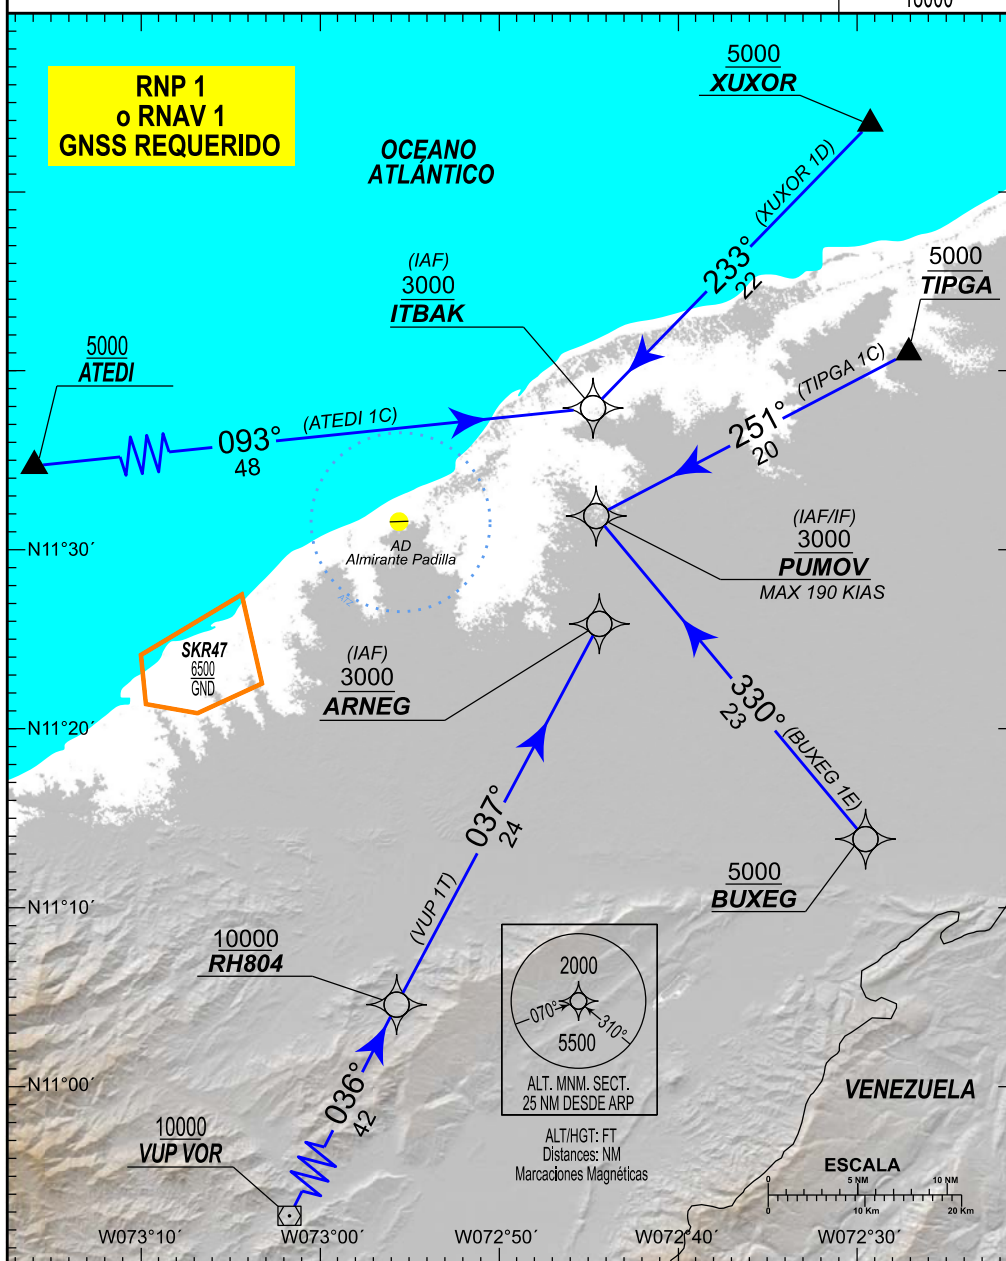 10000
RNP 1
o RNAV 1
GNSS REQUERIDO
OCEANO
ATLÁNTICO
5000
XUXOR
(XUXOR 1D)
233°
22
5000
TIPGA
(TIPGA 1C)
251°
20
(IAF)
3000
ITBAK
5000
ATEDI
(ATEDI 1C)
093°
48
(IAF/IF)
3000
PUMOV
MAX 190 KIAS
N11°30´
AD
Almirante Padilla
SKR47
6500
GND
(IAF)
3000
ARNEG
N11°20´
330°
23
(BUXEG 1E)
037°
24
(VUP 1T)
5000
BUXEG
N11°10´
10000
RH804
2000
070°
310°
5500
ALT. MNM. SECT.
25 NM DESDE ARP
ALT/HGT: FT
Distances: NM
Marcaciones Magnéticas
N11°00´
036°
42
10000
VUP VOR
VENEZUELA
ESCALA
0 5 NM 10 NM
0 10 Km 20 Km
W073°10´ W073°00´ W072°50´ W072°40´ W072°30´